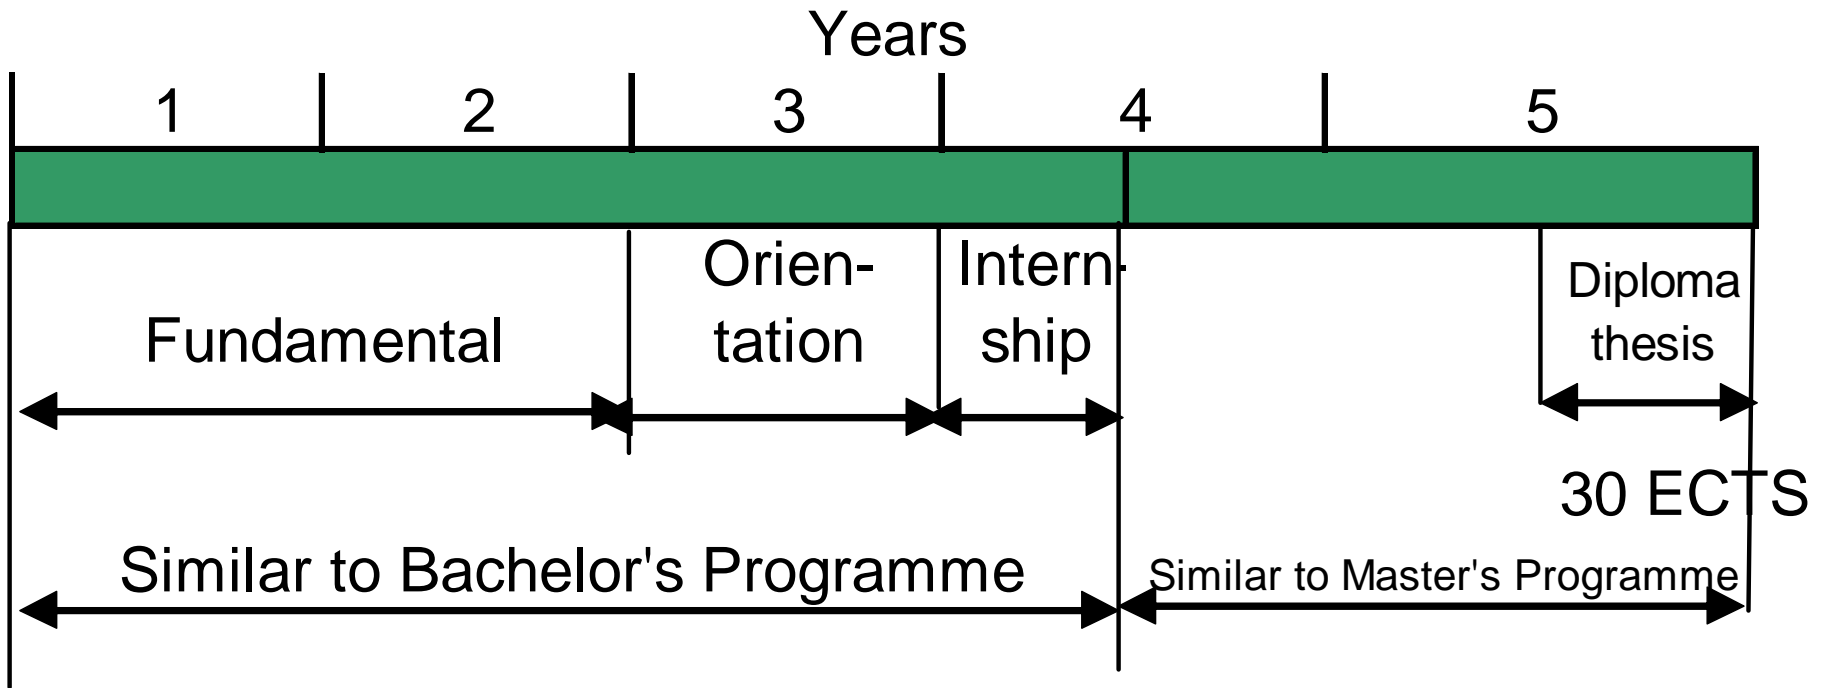 Years
1 2 3 4 5
Orien- Intern-
Diploma
Fundamental tation ship thesis
30 ECTS
Similar to Bachelor's Programme Similar to Master's Programme